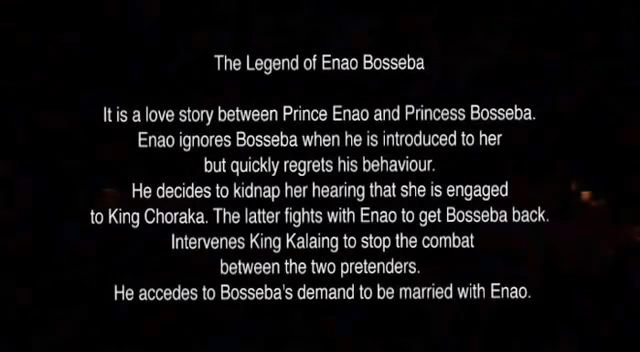 The Legend of Enao Bosseba
It is a love story between Prince Enao and Princess Bosseba.
Enao ignores Bosseba when he is introduced to her
but quickly regrets his behaviour.
He decides to kidnap her hearing that she is engaged
to King Choraka. The latter fights with Enao to get Bosseba back.
Intervenes King Kalaing to stop the combat
between the two pretenders.
He accedes to Bosseba's demand to be married with Enao.